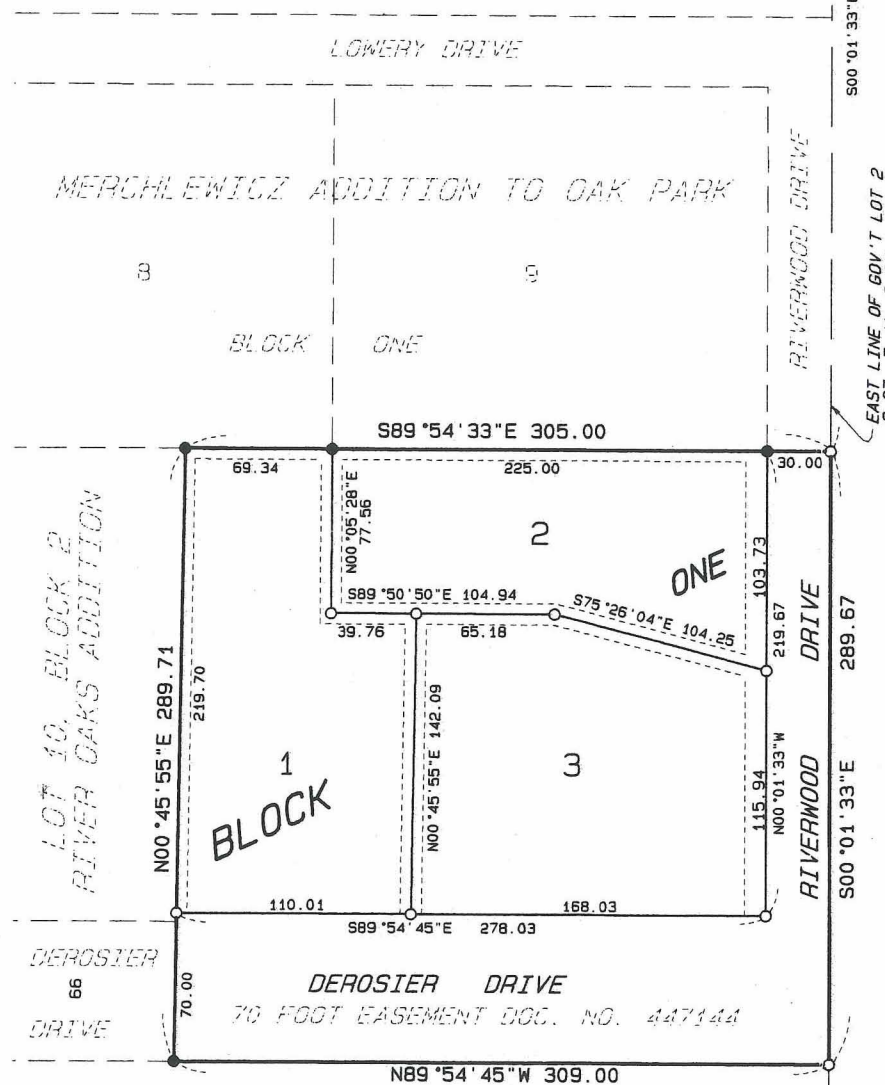 S00°01'33"E
LOWERY DRIVE
MERCHLEWICZ ADDITION TO OAK PARK
8
9
BLOCK ONE
RIVERWOOD DRIVE
EAST LINE OF GOV'T LOT 2
S89°54'33"E 305.00
69.34
225.00
30.00
N00°05'28"E
77.56
2
ONE
103.73
S89°50'50"E 104.94
S75°26'04"E 104.25
39.76
65.18
219.67
289.67
LOT 10, BLOCK 2
RIVER OAKS ADDITION
N00°45'55"E 289.71
219.70
1
BLOCK
N00°45'55"E 142.09
3
115.94
N00°01'33"W
RIVERWOOD DRIVE
S00°01'33"E
110.01
168.03
S89°54'45"E 278.03
DEROSIER
66
DRIVE
70.00
DEROSIER DRIVE
70 FOOT EASEMENT DOC. NO. 447144
N89°54'45"W 309.00